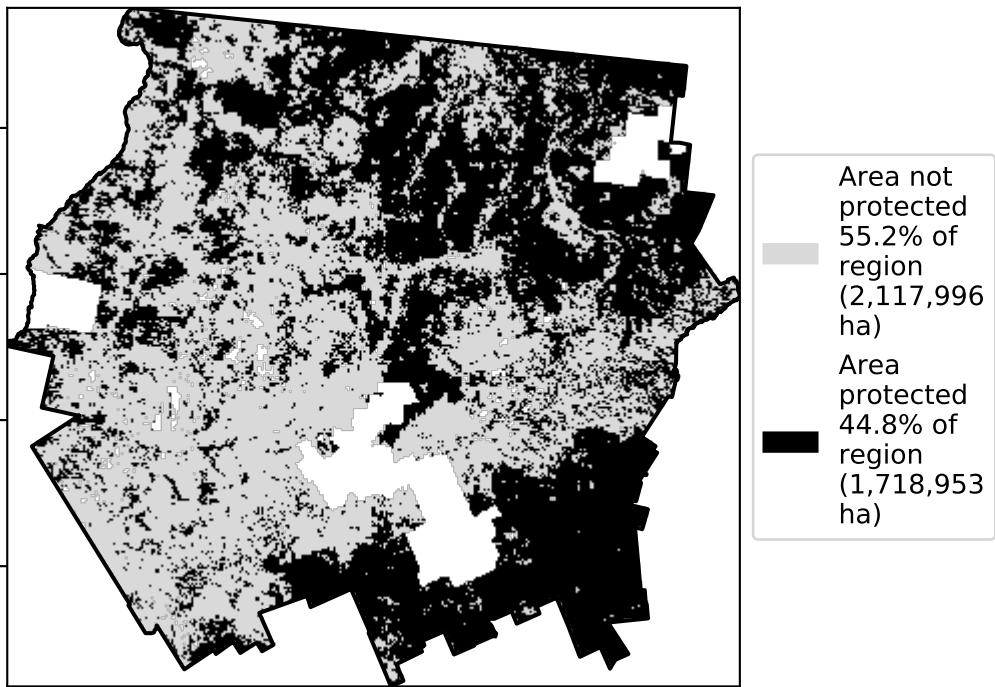 Area not
protected
55.2% of
region
(2,117,996
ha)
Area
protected
44.8% of
region
(1,718,953
ha)